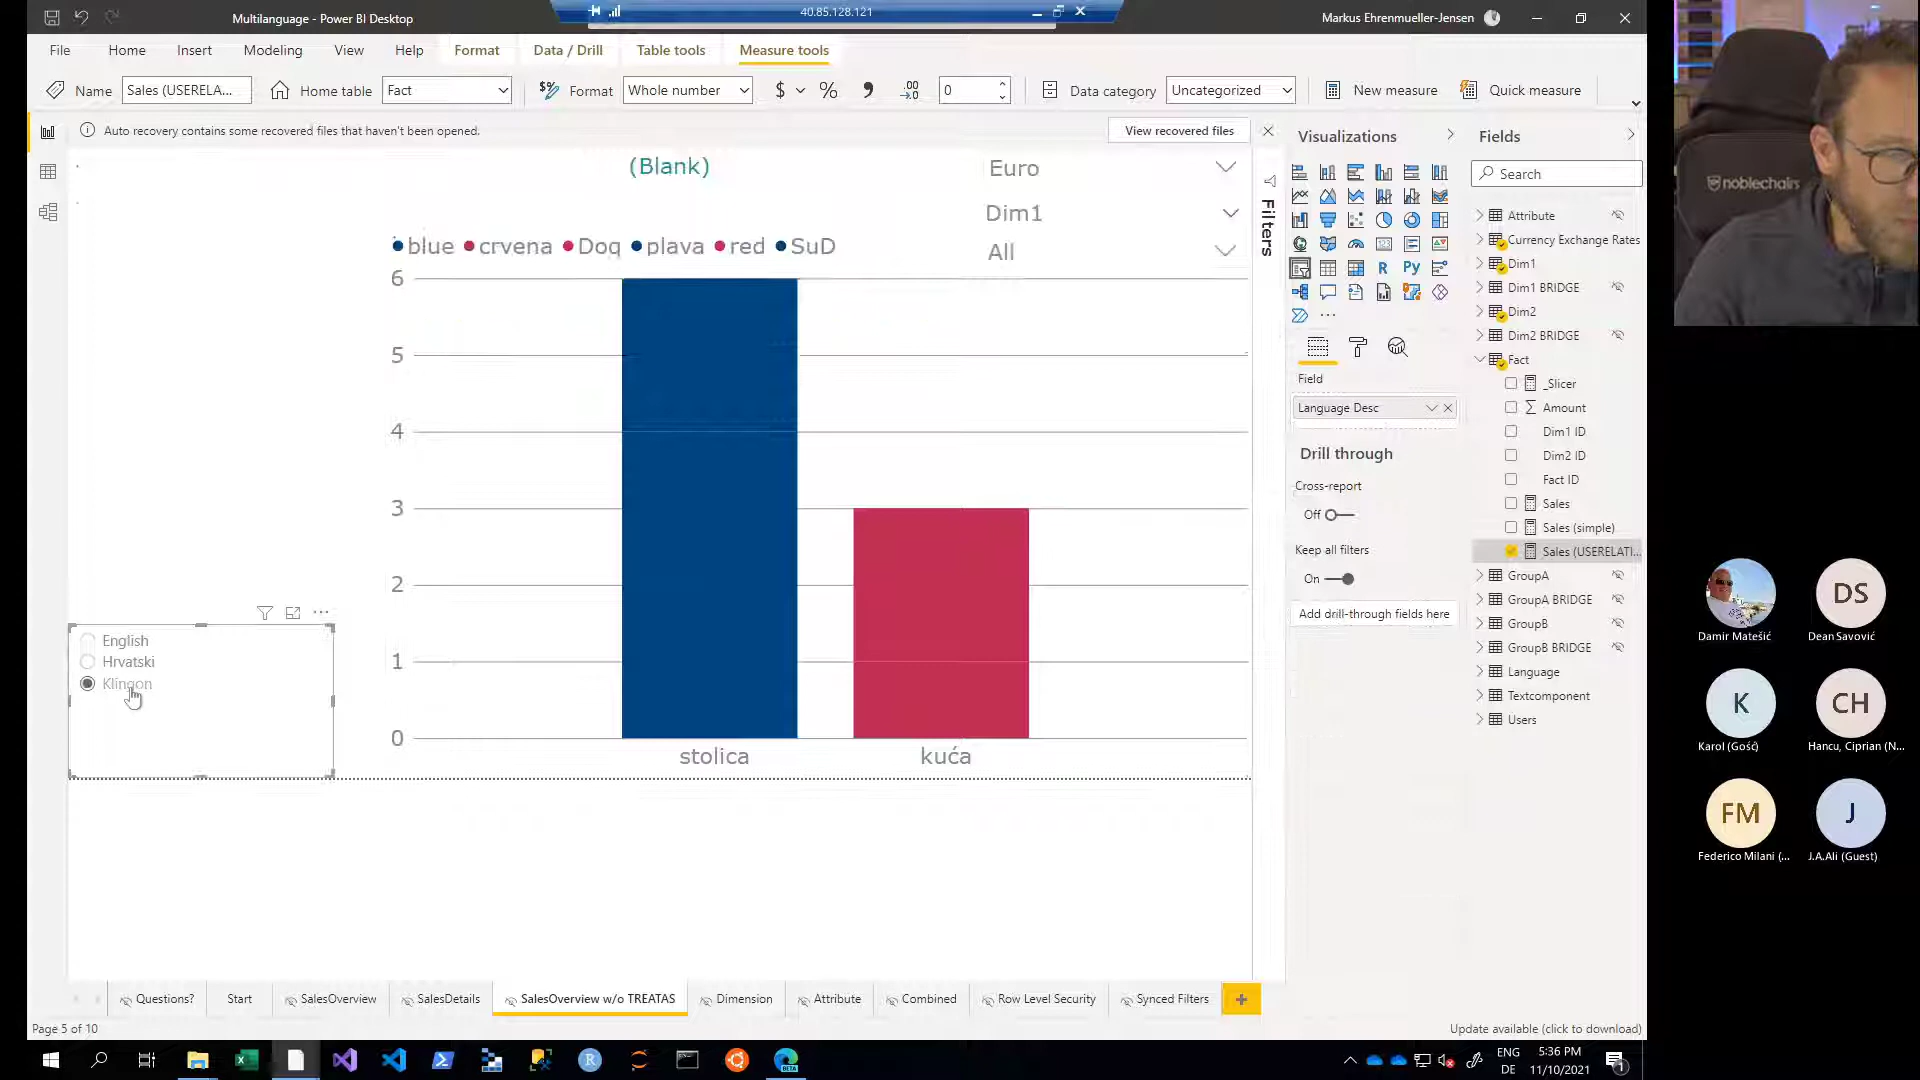 Multilanguage - Power BI Desktop
40.85.128.121
Markus Ehrenmueller-Jensen
File
Home
Insert
Modeling
View
Help
Format
Data / Drill
Table tools
Measure tools
Name
Sales (USERELA...
Home table
Fact
Format
Whole number
$
%
0
Data category
Uncategorized
New measure
Quick measure
Auto recovery contains some recovered files that haven't been opened.
View recovered files
(Blank)
Euro
Dim1
All
blue
crvena
Doq
plava
red
SuD
6
5
4
3
2
1
0
stolica
kuća
English
Hrvatski
Klingon
Filters
Visualizations
R
Py
Field
Language Desc
Drill through
Cross-report
Off
Keep all filters
On
Add drill-through fields here
Fields
Search
Attribute
Currency Exchange Rates
Dim1
Dim1 BRIDGE
Dim2
Dim2 BRIDGE
Fact
_Slicer
Amount
Dim1 ID
Dim2 ID
Fact ID
Sales
Sales (simple)
Sales (USERELATI...
GroupA
GroupA BRIDGE
GroupB
GroupB BRIDGE
Language
Textcomponent
Users
Questions?
Start
SalesOverview
SalesDetails
SalesOverview w/o TREATAS
Dimension
Attribute
Combined
Row Level Security
Synced Filters
Page 5 of 10
Update available (click to download)
ENG
DE
5:36 PM
11/10/2021
noblechairs
Damir Matešić
DS
Dean Savović
K
Karol (Gość)
CH
Hancu, Ciprian (N...
FM
Federico Milani (...
J
J.A.Ali (Guest)